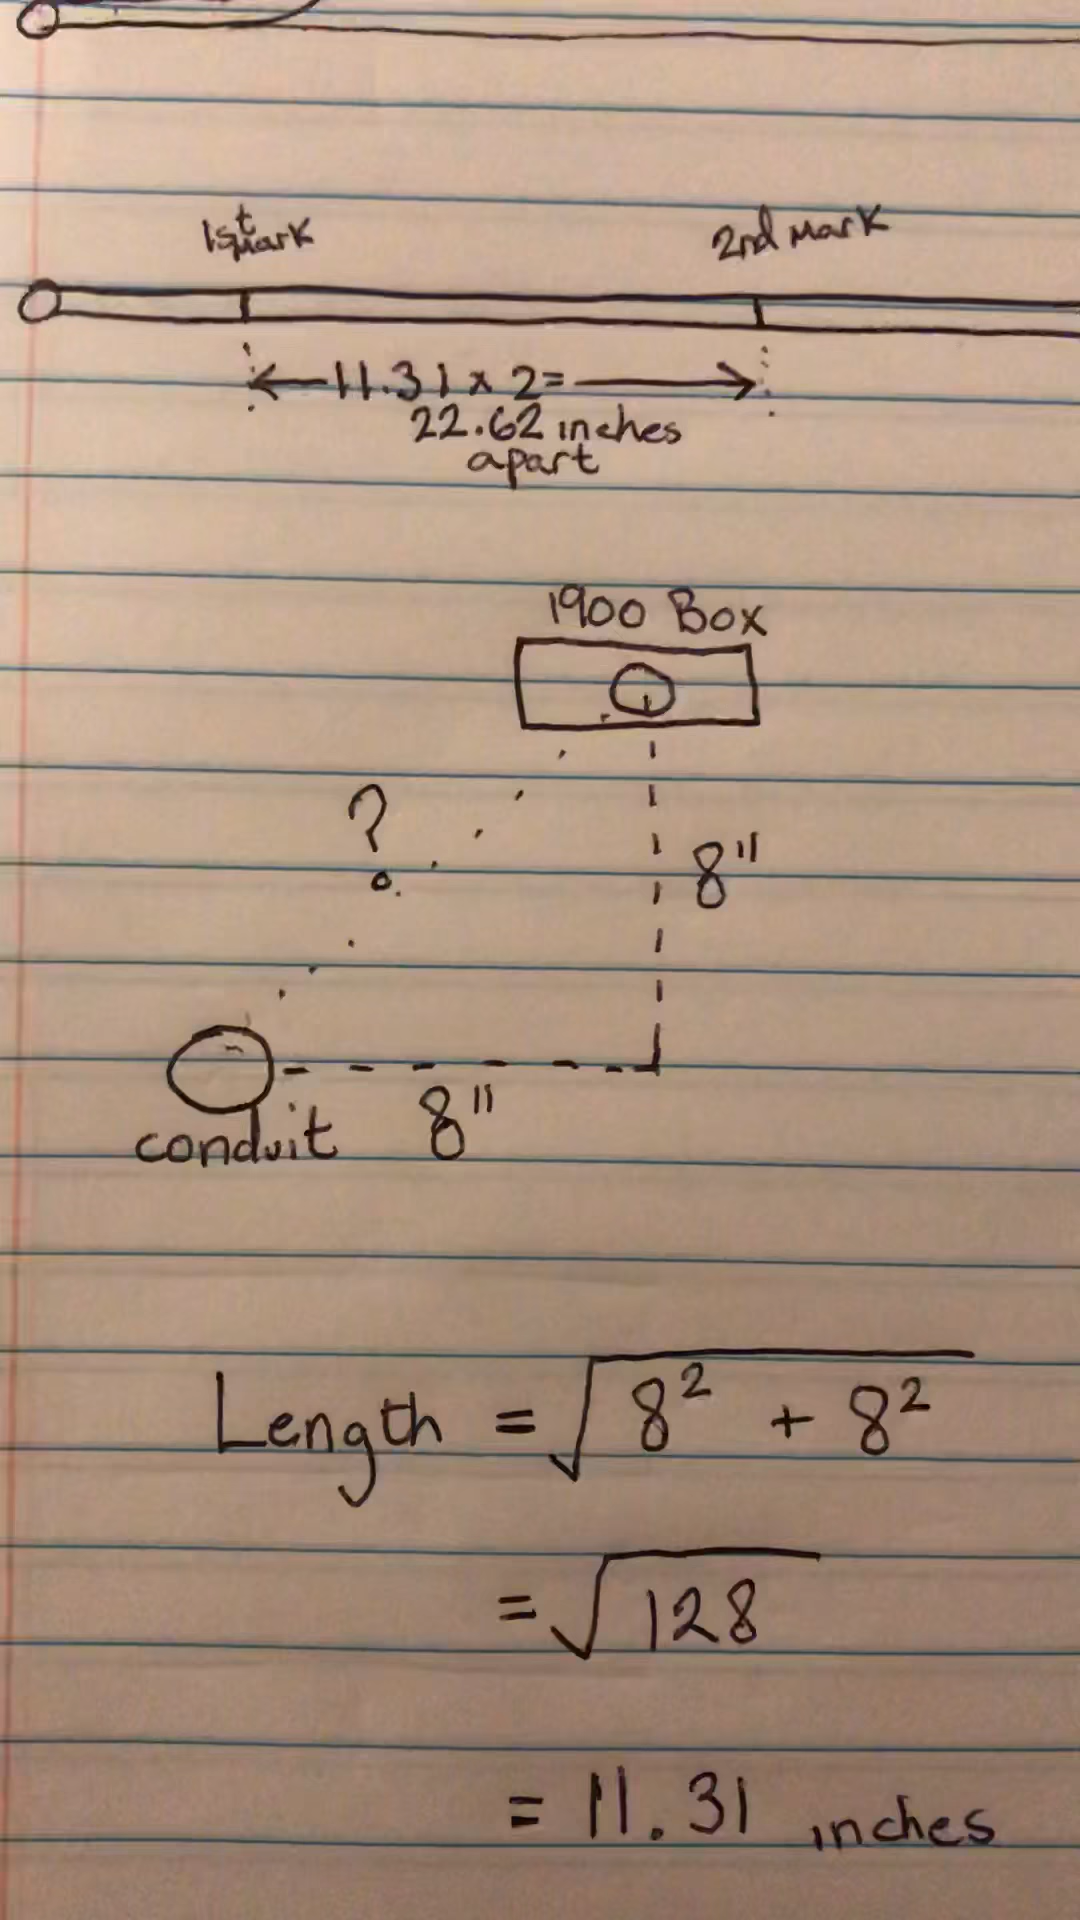 1st Mark
2nd Mark
11.31 x 2 =
22.62 inches
apart
1900 Box
?
8"
8"
conduit
Length = √8² + 8²
= √128
= 11.31 inches